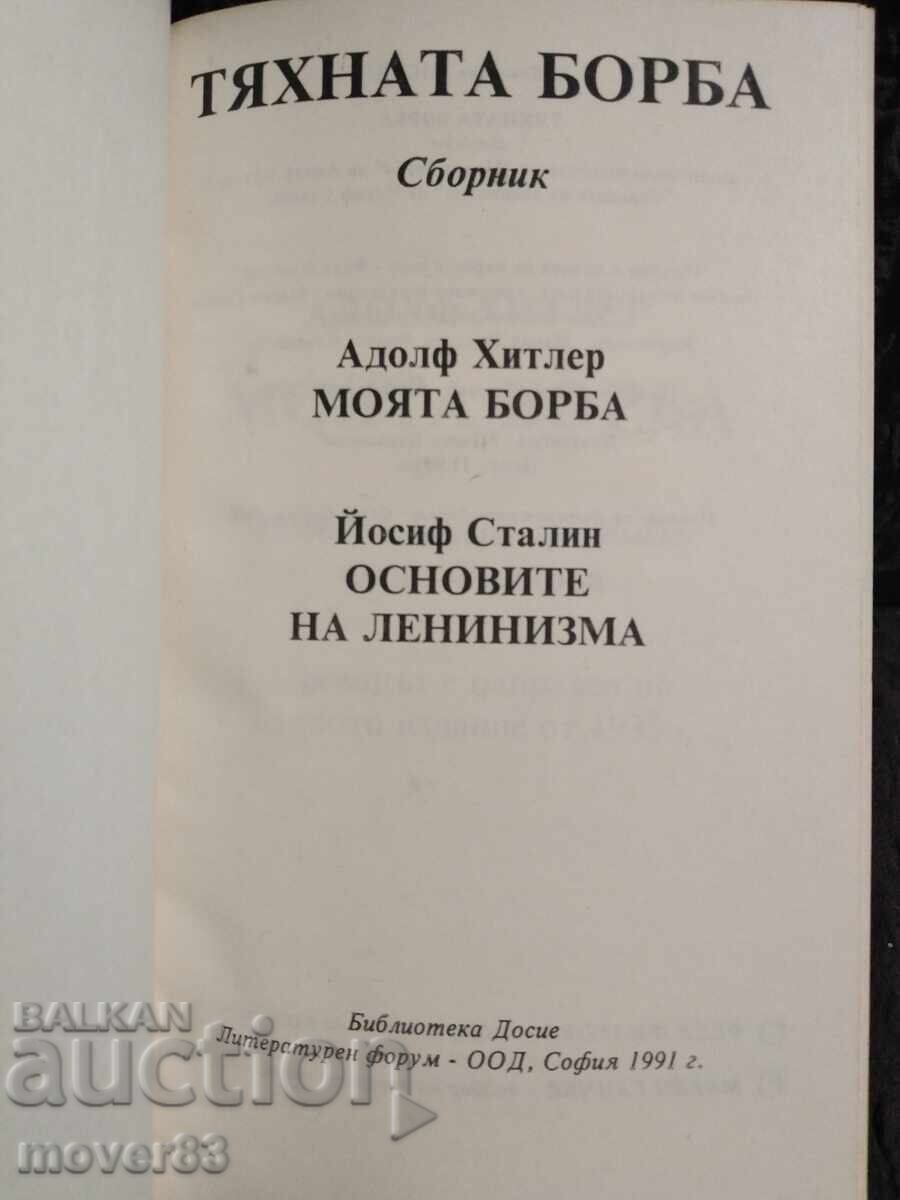 ТЯХНАТА БОРБА
Сборник
Адолф Хитлер
МОЯТА БОРБА
Йосиф Сталин
ОСНОВИТЕ
НА ЛЕНИНИЗМА
Библиотека Досие
Литературен форум - ООД, София 1991 г.
BALKAN
auction
mover83